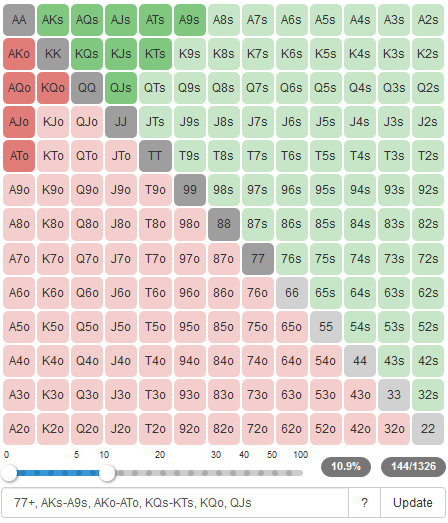 AA AKs AQs AJs ATs A9s A8s A7s A6s A5s A4s A3s A2s
AKo KK KQs KJs KTs K9s K8s K7s K6s K5s K4s K3s K2s
AQo KQo QQ QJs QTs Q9s Q8s Q7s Q6s Q5s Q4s Q3s Q2s
AJo KJo QJo JJ JTs J9s J8s J7s J6s J5s J4s J3s J2s
ATo KTo QTo JTo TT T9s T8s T7s T6s T5s T4s T3s T2s
A9o K9o Q9o J9o T9o 99 98s 97s 96s 95s 94s 93s 92s
A8o K8o Q8o J8o T8o 98o 88 87s 86s 85s 84s 83s 82s
A7o K7o Q7o J7o T7o 97o 87o 77 76s 75s 74s 73s 72s
A6o K6o Q6o J6o T6o 96o 86o 76o 66 65s 64s 63s 62s
A5o K5o Q5o J5o T5o 95o 85o 75o 65o 55 54s 53s 52s
A4o K4o Q4o J4o T4o 94o 84o 74o 64o 54o 44 43s 42s
A3o K3o Q3o J3o T3o 93o 83o 73o 63o 53o 43o 33 32s
A2o K2o Q2o J2o T2o 92o 82o 72o 62o 52o 42o 32o 22
0 5 10 20 30 40 50 100
10.9% 144/1326
77+, AKs-A9s, AKo-ATo, KQs-KTs, KQo, QJs ? Update